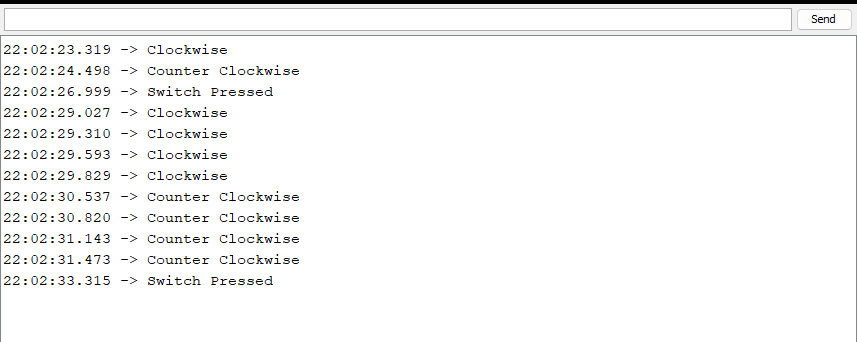 Send
22:02:23.319 -> Clockwise
22:02:24.498 -> Counter Clockwise
22:02:26.999 -> Switch Pressed
22:02:29.027 -> Clockwise
22:02:29.310 -> Clockwise
22:02:29.593 -> Clockwise
22:02:29.829 -> Clockwise
22:02:30.537 -> Counter Clockwise
22:02:30.820 -> Counter Clockwise
22:02:31.143 -> Counter Clockwise
22:02:31.473 -> Counter Clockwise
22:02:33.315 -> Switch Pressed